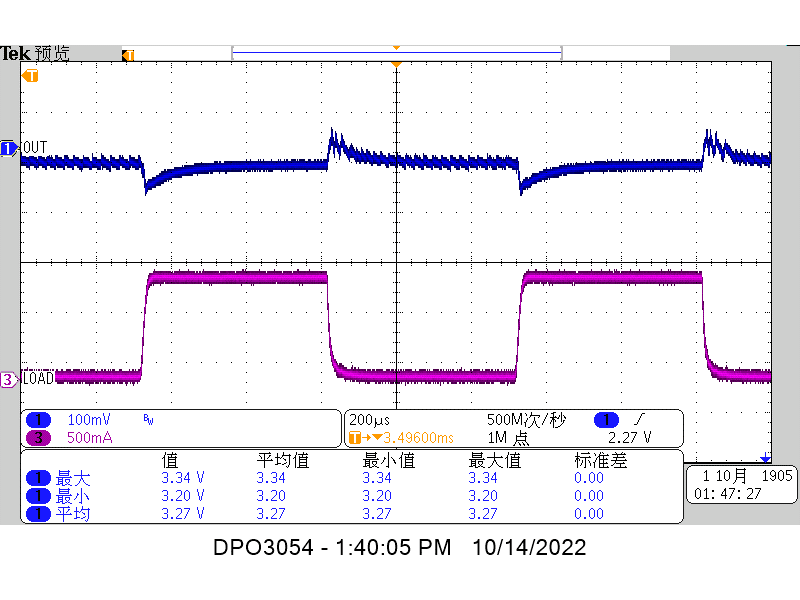 Tek 预览
T
T
1 OUT
3 LOAD
1 100mV BW 200µs 500M次/秒 1 2.27 V
3 500mA T→▼3.49600ms 1M 点
值 平均值 最小值 最大值 标准差
1 最大 3.34 V 3.34 3.34 3.34 0.00
1 最小 3.20 V 3.20 3.20 3.20 0.00
1 平均 3.27 V 3.27 3.27 3.27 0.00
1 10月 1905
01:47:27
DPO3054 - 1:40:05 PM 10/14/2022